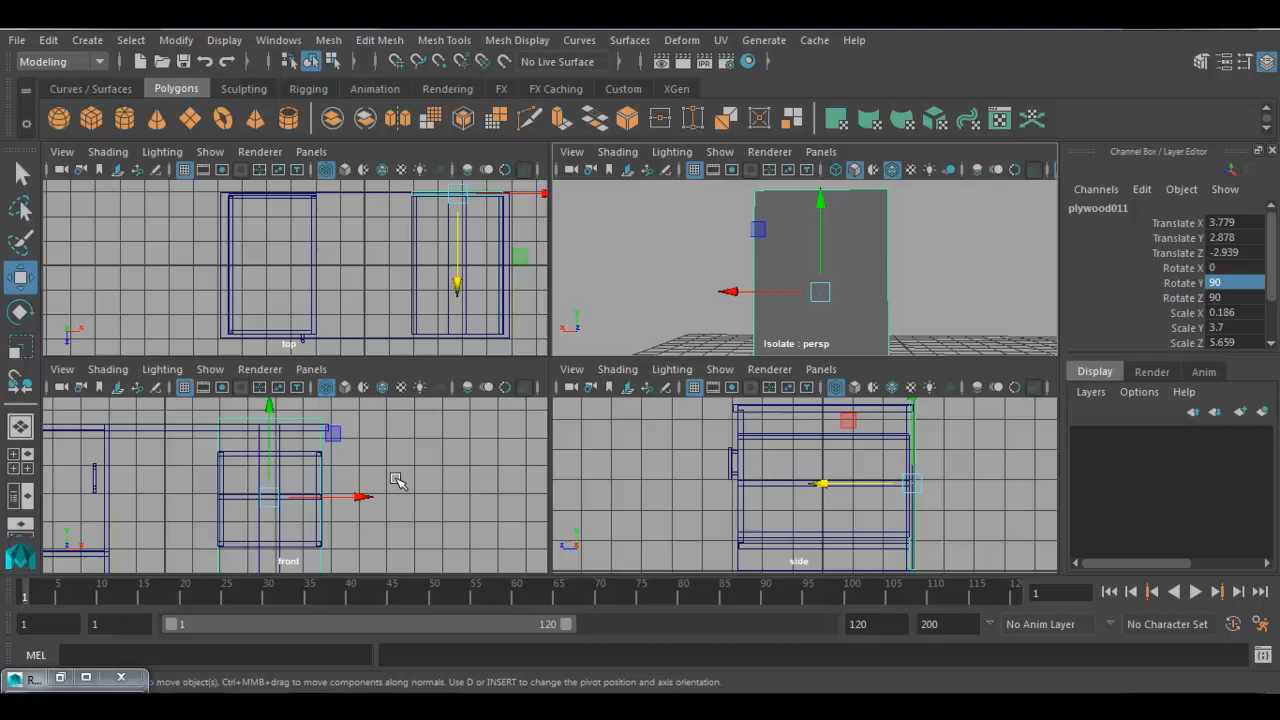 File Edit Create Select Modify Display Windows Mesh Edit Mesh Mesh Tools Mesh Display Curves Surfaces Deform UV Generate Cache Help
Modeling No Live Surface
Curves / Surfaces Polygons Sculpting Rigging Animation Rendering FX FX Caching Custom XGen
View Shading Lighting Show Renderer Panels View Shading Lighting Show Renderer Panels
Channel Box / Layer Editor
Channels Edit Object Show
plywood011
Translate X 3.779
Translate Y 2.878
Translate Z -2.939
Rotate X 0
Rotate Y 90
Rotate Z 90
Scale X 0.186
Scale Y 3.7
Scale Z 5.659
top
Isolate : persp
View Shading Lighting Show Renderer Panels View Shading Lighting Show Renderer Panels
Display Render Anim
Layers Options Help
front
side
5 10 15 20 25 30 35 40 45 50 55 60 65 70 75 80 85 90 95 100 105 110 115 12
1 1
1 1 1 120 120 200 No Anim Layer No Character Set
MEL
R... to move object(s). Ctrl+MMB+drag to move components along normals. Use D or INSERT to change the pivot position and axis orientation.